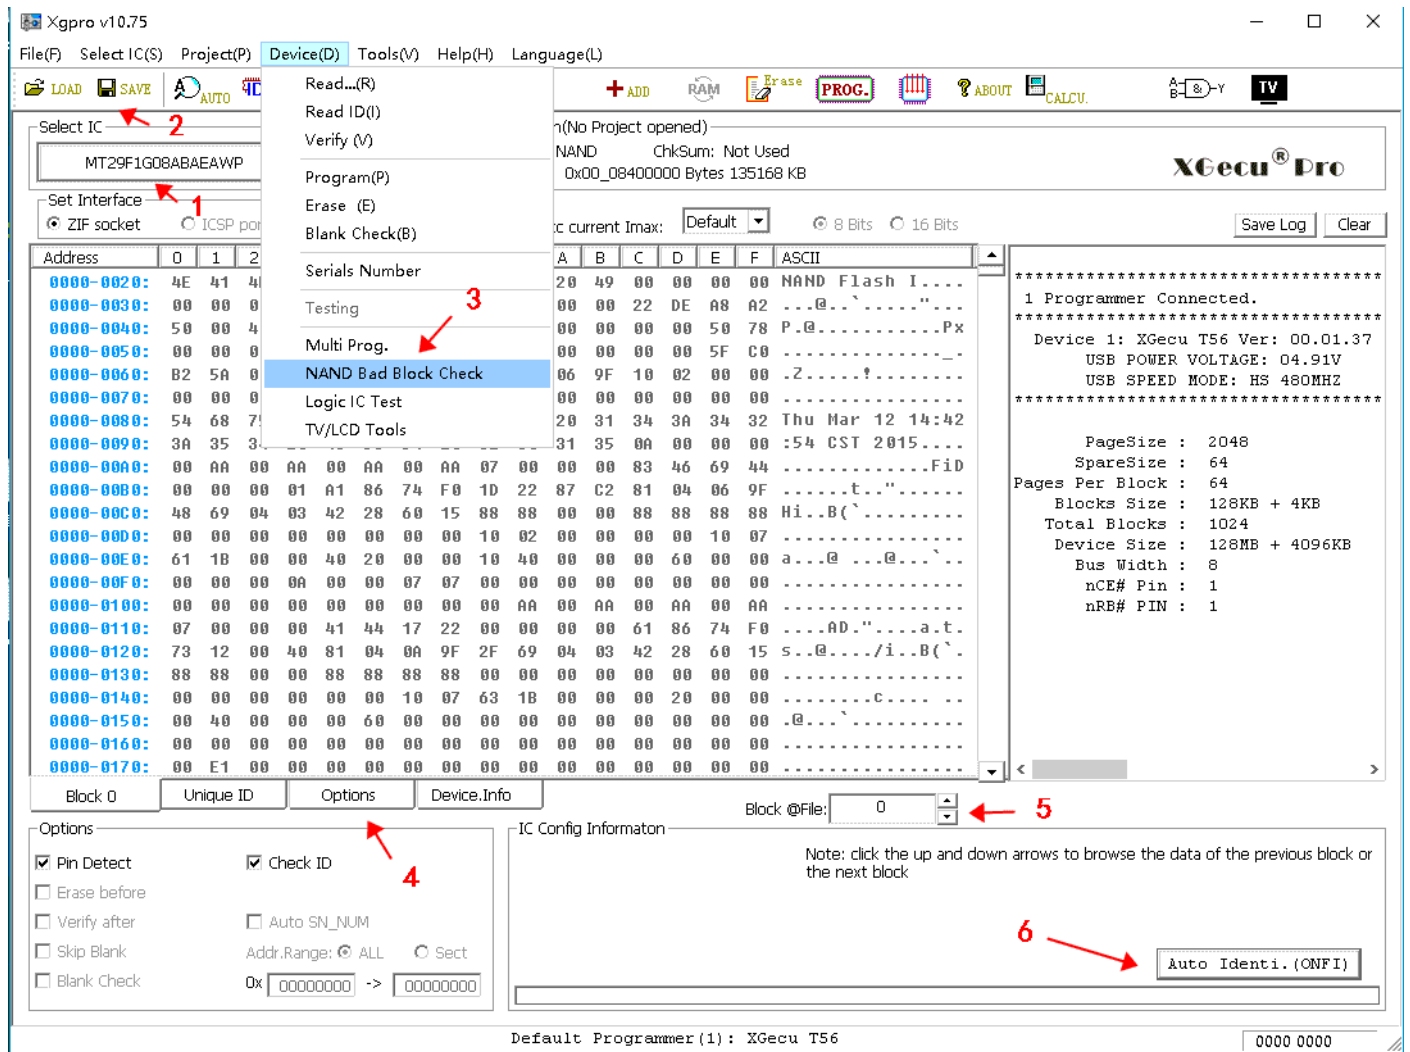 Xgpro v10.75
File(F) Select IC(S) Project(P) Device(D) Tools(V) Help(H) Language(L)
LOAD SAVE AUTO ADD RAM Erase PROG. ABOUT CALCU. A B & Y TV
Read...(R)
Read ID(I)
Verify (V)
Program(P)
Erase (E)
Blank Check(B)
Serials Number
Testing
Multi Prog.
NAND Bad Block Check
Logic IC Test
TV/LCD Tools
1
2
3
4
5
6
Select IC
MT29F1G08ABAEAWP
(No Project opened)
NAND ChkSum: Not Used
0x00_08400000 Bytes 135168 KB
XGecu® Pro
Set Interface
ZIF socket ICSP por
cc current Imax: Default 8 Bits 16 Bits
Save Log Clear
Address 0 1 2 A B C D E F ASCII
0000-0020: 4E 41 20 49 00 00 00 00 NAND Flash I....
0000-0030: 00 00 00 00 22 DE A8 A2 ...@..`.....".. 
0000-0040: 50 00 00 00 00 00 50 78 P.@...........Px
0000-0050: 00 00 00 00 00 00 5F C0 .............._.
0000-0060: B2 5A 06 9F 10 02 00 00 .Z.....*........
0000-0070: 00 00 00 00 00 00 00 00 ................
0000-0080: 54 68 20 31 34 3A 34 32 Thu Mar 12 14:42
0000-0090: 3A 35 31 35 0A 00 00 00 :54 CST 2015....
0000-00A0: 00 AA 00 AA 00 AA 00 AA 07 00 00 00 83 46 69 44 .............FiD
0000-00B0: 00 00 00 01 A1 86 74 F0 1D 22 87 C2 81 04 06 9F ......t.."......
0000-00C0: 48 69 04 03 42 28 60 15 88 88 00 00 88 88 88 88 Hi..B(`.........
0000-00D0: 00 00 00 00 00 00 00 00 10 02 00 00 00 00 10 07 ................
0000-00E0: 61 1B 00 00 40 20 00 00 10 40 00 00 60 00 00 00 a...@ ...@...`..
0000-00F0: 00 00 00 0A 00 00 07 07 00 00 00 00 00 00 00 00 ................
0000-0100: 00 00 00 00 00 00 00 00 00 AA 00 AA 00 AA 00 AA ................
0000-0110: 07 00 00 00 41 44 17 22 00 00 00 00 61 86 74 F0 ....AD."....a.t.
0000-0120: 73 12 00 40 81 04 0A 9F 2F 69 04 03 42 28 60 15 s..@..../i..B(`.
0000-0130: 88 88 00 00 88 88 88 88 00 00 00 00 00 00 00 00 ................
0000-0140: 00 00 00 00 00 00 10 07 63 1B 00 00 00 20 00 00 ........c.... ..
0000-0150: 00 40 00 00 00 60 00 00 00 00 00 00 00 00 00 00 .@...`..........
0000-0160: 00 00 00 00 00 00 00 00 00 00 00 00 00 00 00 00 ................
0000-0170: 00 E1 00 00 00 00 00 00 00 00 00 00 00 00 00 00 ................
*************************************
1 Programmer Connected.
*************************************
Device 1: XGecu T56 Ver: 00.01.37
USB POWER VOLTAGE: 04.91V
USB SPEED MODE: HS 480MHZ
*************************************
PageSize : 2048
SpareSize : 64
Pages Per Block : 64
Blocks Size : 128KB + 4KB
Total Blocks : 1024
Device Size : 128MB + 4096KB
Bus Width : 8
nCE# Pin : 1
nRB# PIN : 1
Block 0 Unique ID Options Device.Info
Block @File: 0
Options
Pin Detect Check ID
Erase before
Verify after Auto SN_NUM
Skip Blank Addr.Range: ALL Sect
Blank Check 0x 00000000 -> 00000000
IC Config Informaton
Note: click the up and down arrows to browse the data of the previous block or
the next block
Auto Identi.(ONFI)
Default Programmer(1): XGecu T56
0000 0000